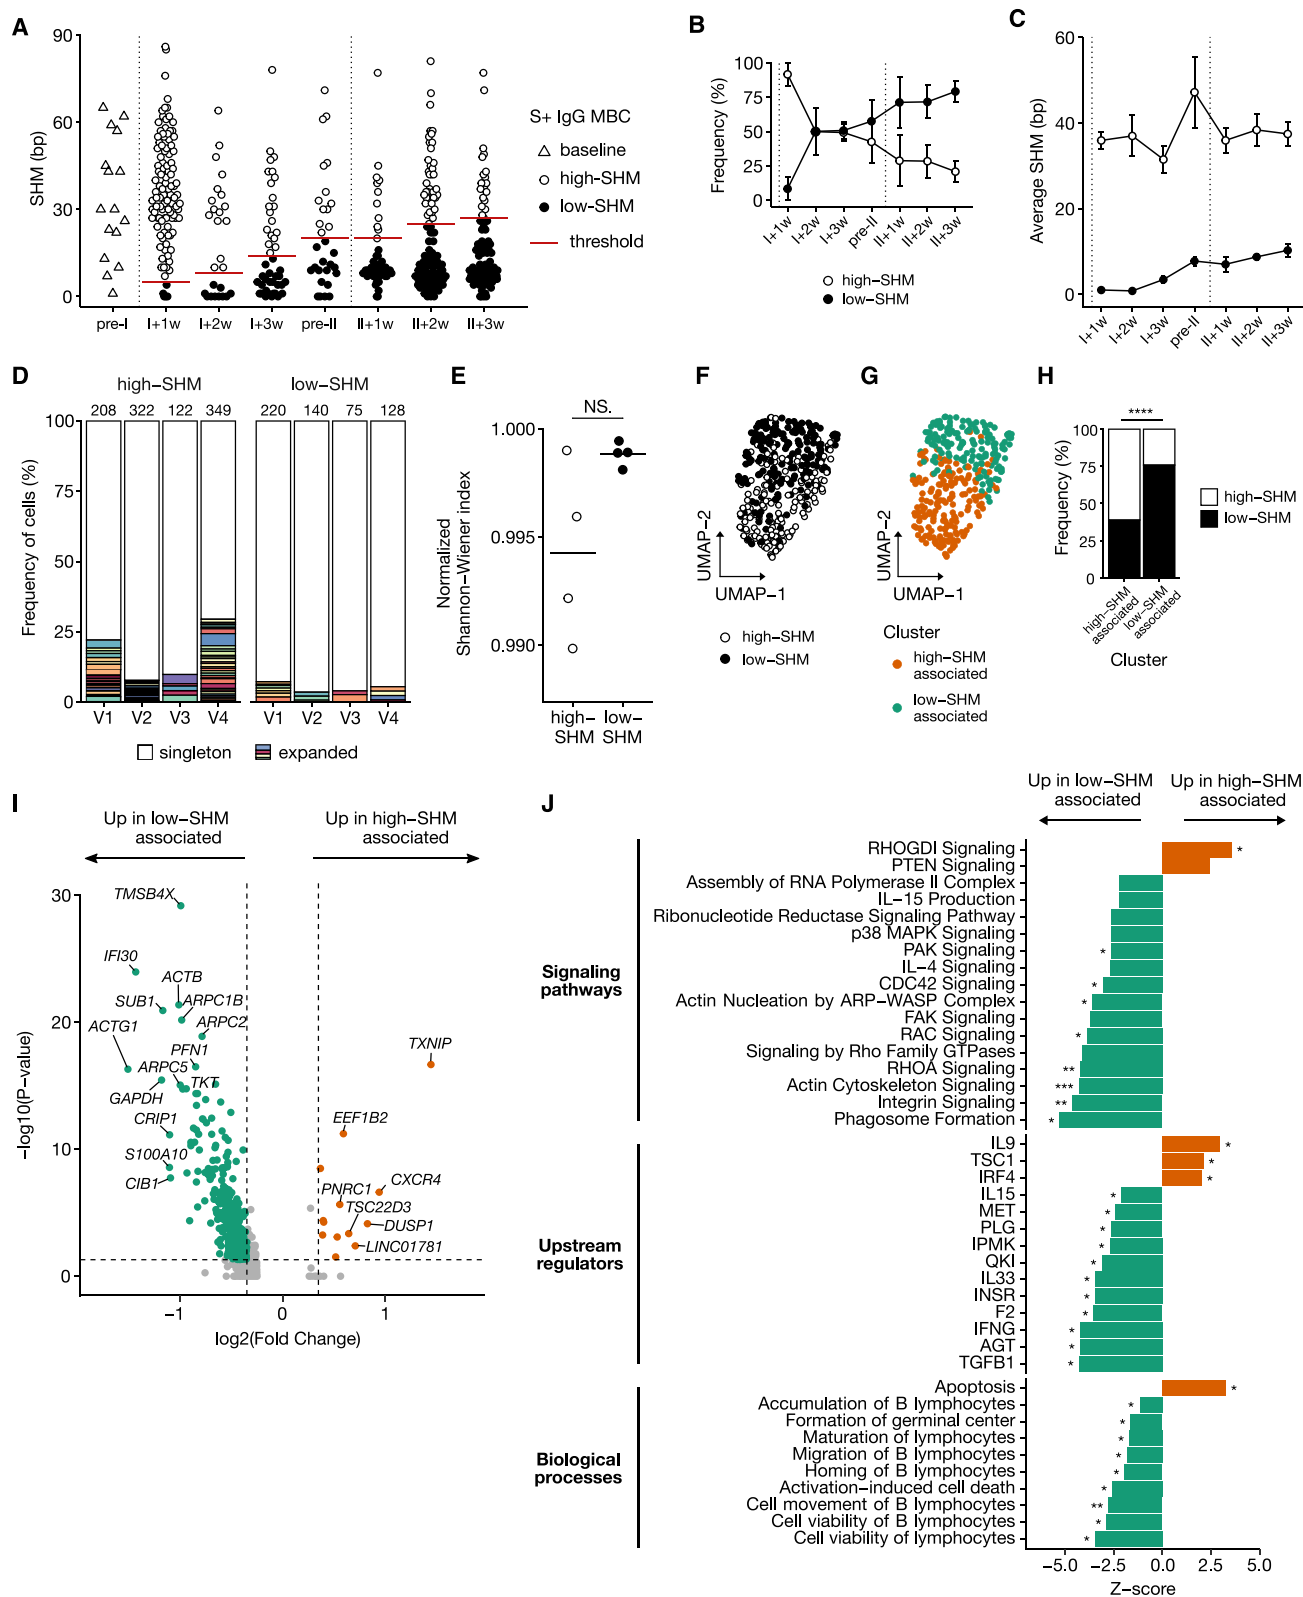 A
90
60
30
0
SHM (bp)
S+ IgG MBC
baseline
high−SHM
low−SHM
threshold
pre-I
I+1w
I+2w
I+3w
pre-II
II+1w
II+2w
II+3w
B
100
75
50
25
0
Frequency (%)
I+1w
I+2w
I+3w
pre-II
II+1w
II+2w
II+3w
high−SHM
low−SHM
C
60
40
20
0
Average SHM (bp)
I+1w
I+2w
I+3w
pre-II
II+1w
II+2w
II+3w
D
high−SHM
low−SHM
208
322
122
349
220
140
75
128
100
75
50
25
0
Frequency of cells (%)
V1
V2
V3
V4
V1
V2
V3
V4
singleton
expanded
E
NS.
1.000
0.995
0.990
Normalized
Shannon−Wiener index
high−
SHM
low−
SHM
F
UMAP−2
UMAP−1
high−SHM
low−SHM
G
UMAP−2
UMAP−1
Cluster
high−SHM
associated
low−SHM
associated
H
****
100
75
50
25
0
Frequency (%)
high−SHM
associated
low−SHM
associated
Cluster
high−SHM
low−SHM
I
Up in low−SHM
associated
Up in high−SHM
associated
30
20
10
0
−log10(P−value)
TMSB4X
IFI30
ACTB
SUB1
ARPC1B
ACTG1
ARPC2
PFN1
ARPC5
TKT
GAPDH
CRIP1
S100A10
CIB1
TXNIP
EEF1B2
CXCR4
PNRC1
TSC22D3
DUSP1
LINC01781
−1
0
1
log2(Fold Change)
J
Up in low−SHM
associated
Up in high−SHM
associated
Signaling
pathways
RHOGDI Signaling *
PTEN Signaling
Assembly of RNA Polymerase II Complex
IL−15 Production
Ribonucleotide Reductase Signaling Pathway
p38 MAPK Signaling
PAK Signaling *
IL−4 Signaling
CDC42 Signaling *
Actin Nucleation by ARP−WASP Complex *
FAK Signaling
RAC Signaling *
Signaling by Rho Family GTPases
RHOA Signaling **
Actin Cytoskeleton Signaling ***
Integrin Signaling **
Phagosome Formation *
Upstream
regulators
IL9 *
TSC1 *
IRF4 *
IL15 *
MET *
PLG *
IPMK *
QKI *
IL33 *
INSR *
F2 *
IFNG *
AGT *
TGFB1 *
Biological
processes
Apoptosis *
Accumulation of B lymphocytes *
Formation of germinal center *
Maturation of lymphocytes *
Migration of B lymphocytes *
Homing of B lymphocytes *
Activation−induced cell death *
Cell movement of B lymphocytes **
Cell viability of B lymphocytes *
Cell viability of lymphocytes *
−5.0
−2.5
0.0
2.5
5.0
Z−score